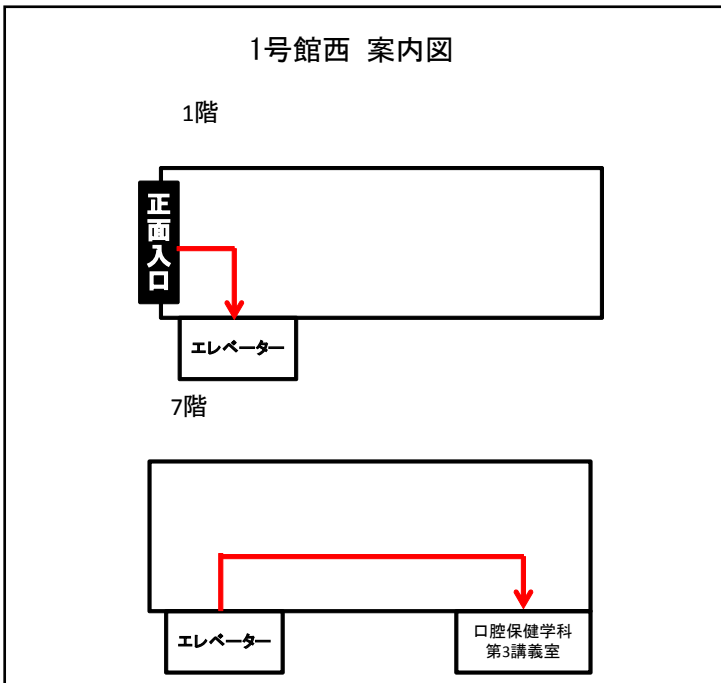 1号館西 案内図
1階
正面入口
エレベーター
7階
エレベーター
口腔保健学科
第3講義室